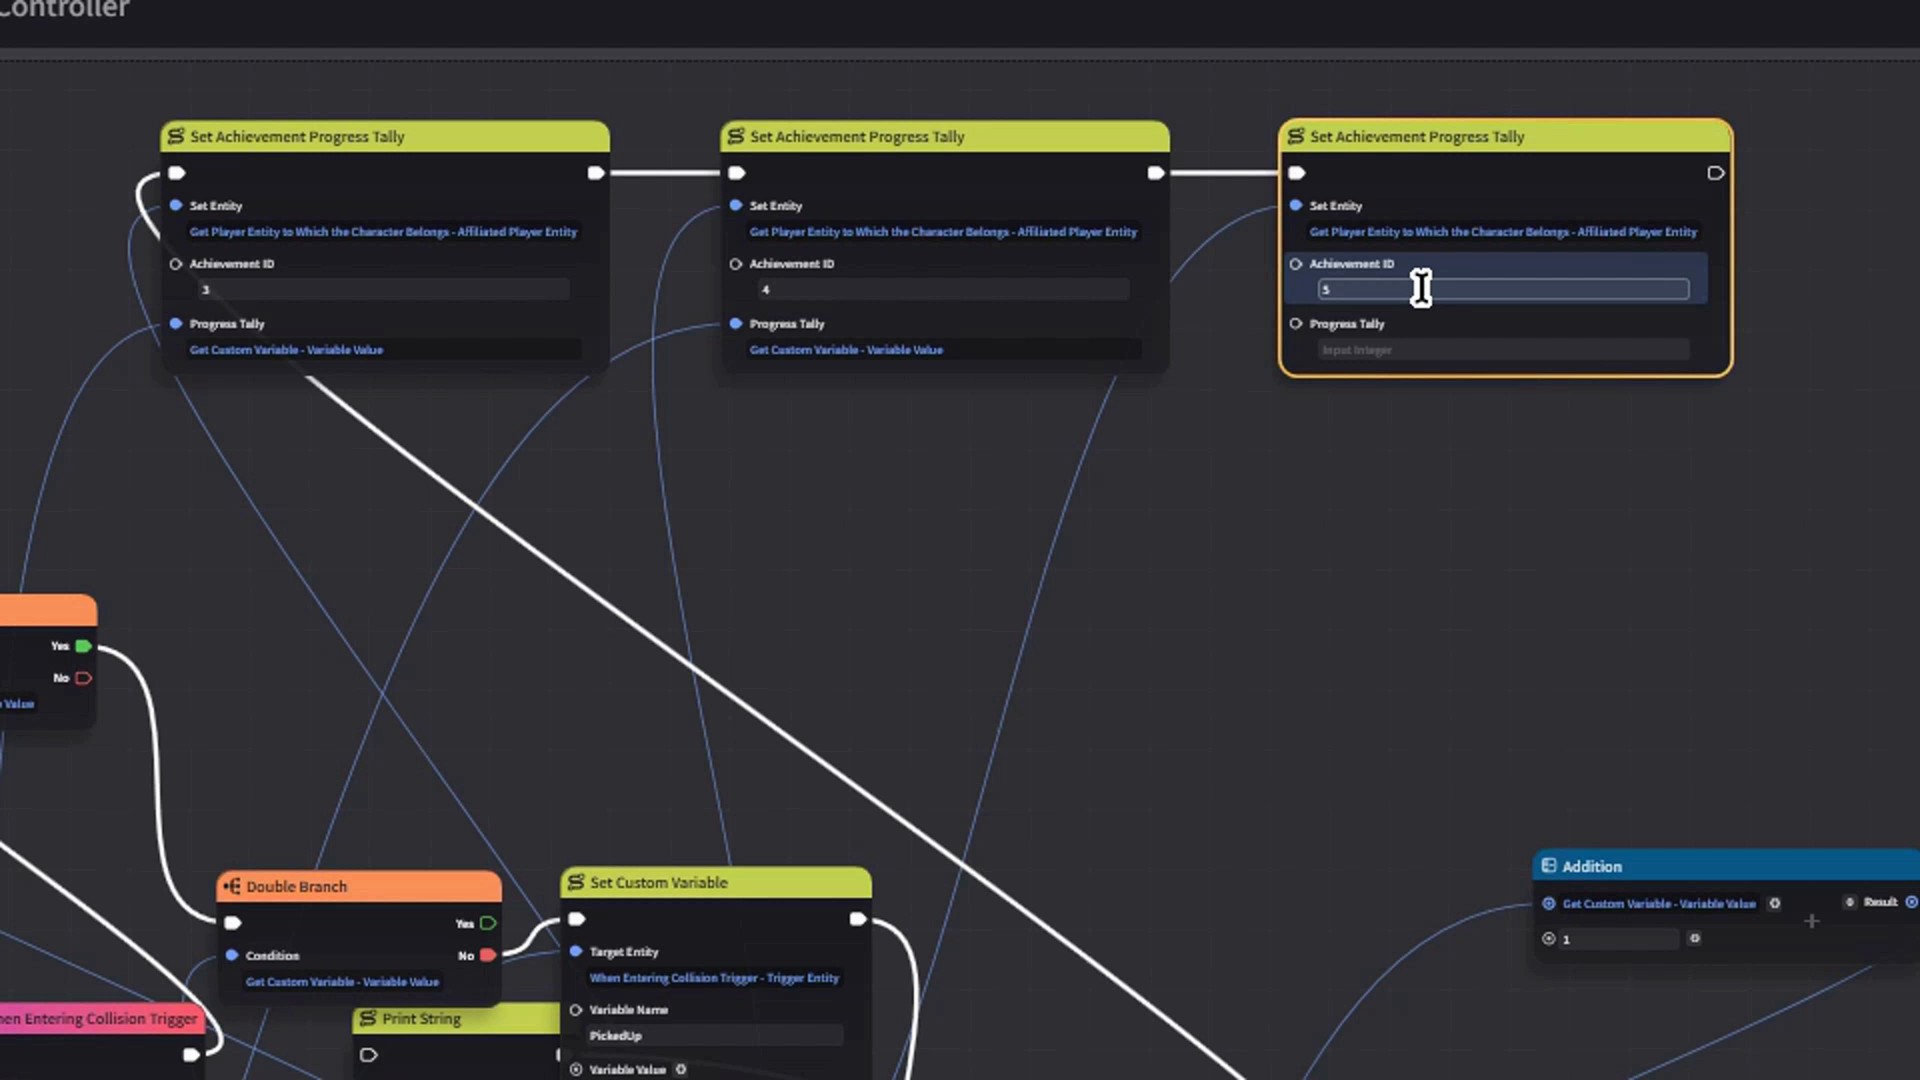 Controller
Set Achievement Progress Tally
Set Entity
Get Player Entity to Which the Character Belongs - Affiliated Player Entity
Achievement ID
3
Progress Tally
Get Custom Variable - Variable Value
Set Achievement Progress Tally
Set Entity
Get Player Entity to Which the Character Belongs - Affiliated Player Entity
Achievement ID
4
Progress Tally
Get Custom Variable - Variable Value
Set Achievement Progress Tally
Set Entity
Get Player Entity to Which the Character Belongs - Affiliated Player Entity
Achievement ID
5
Progress Tally
Input Integer
Yes
No
Value
Double Branch
Yes
Condition
No
Get Custom Variable - Variable Value
Set Custom Variable
Target Entity
When Entering Collision Trigger - Trigger Entity
Variable Name
PickedUp
Variable Value
Addition
Get Custom Variable - Variable Value
Result
1
Entering Collision Trigger
Print String